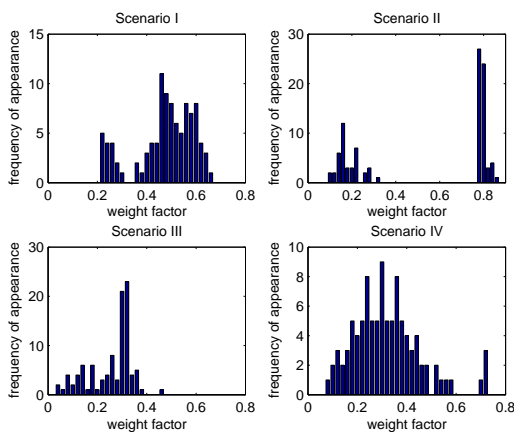 Scenario I
15
10
5
0
0 0.2 0.4 0.6 0.8
frequency of appearance
weight factor
Scenario II
30
20
10
0
0 0.2 0.4 0.6 0.8
frequency of appearance
weight factor
Scenario III
30
20
10
0
0 0.2 0.4 0.6 0.8
frequency of appearance
weight factor
Scenario IV
10
8
6
4
2
0
0 0.2 0.4 0.6 0.8
frequency of appearance
weight factor